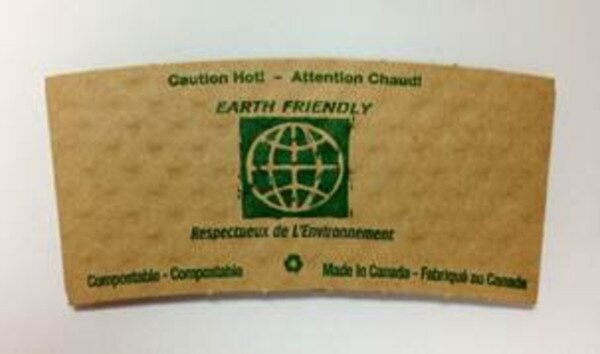 Caution Hot! - Attention Chaud!
EARTH FRIENDLY
Respectueux de L'Environnement
Compostable - Compostable Made In Canada - Fabriqué au Canada